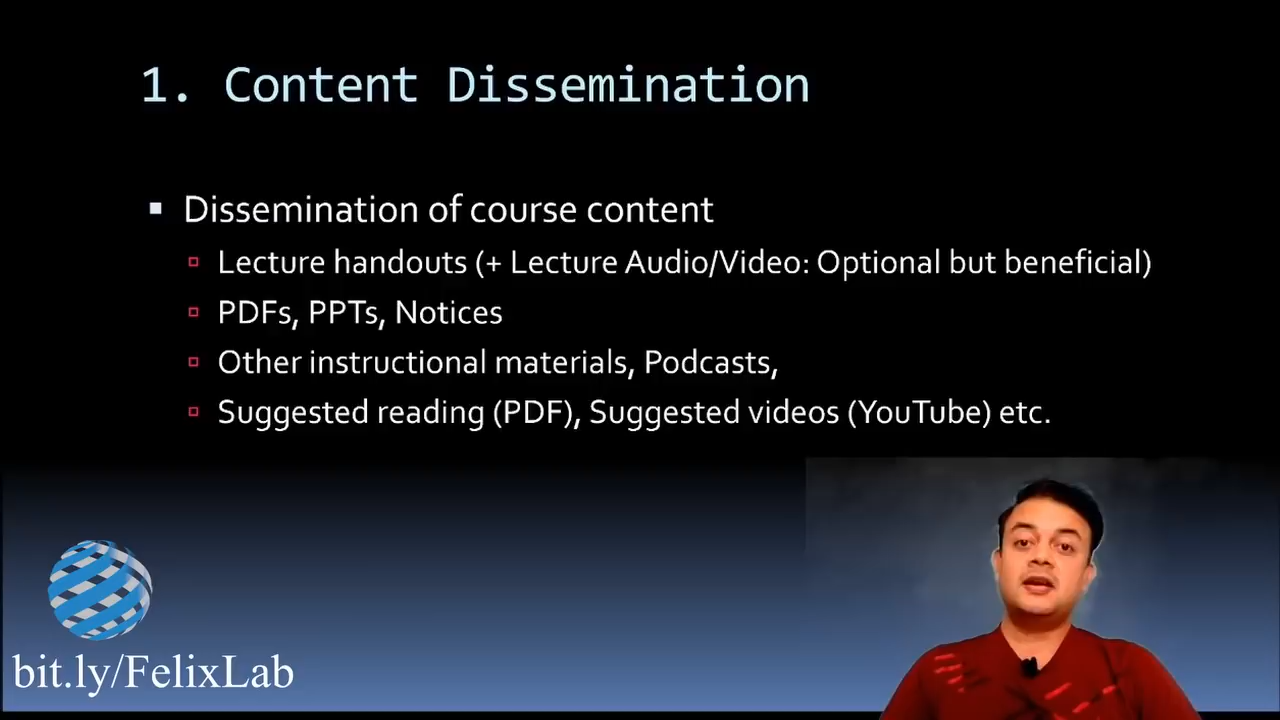 1. Content Dissemination
Dissemination of course content
Lecture handouts (+ Lecture Audio/Video: Optional but beneficial)
PDFs, PPTs, Notices
Other instructional materials, Podcasts,
Suggested reading (PDF), Suggested videos (YouTube) etc.
bit.ly/FelixLab